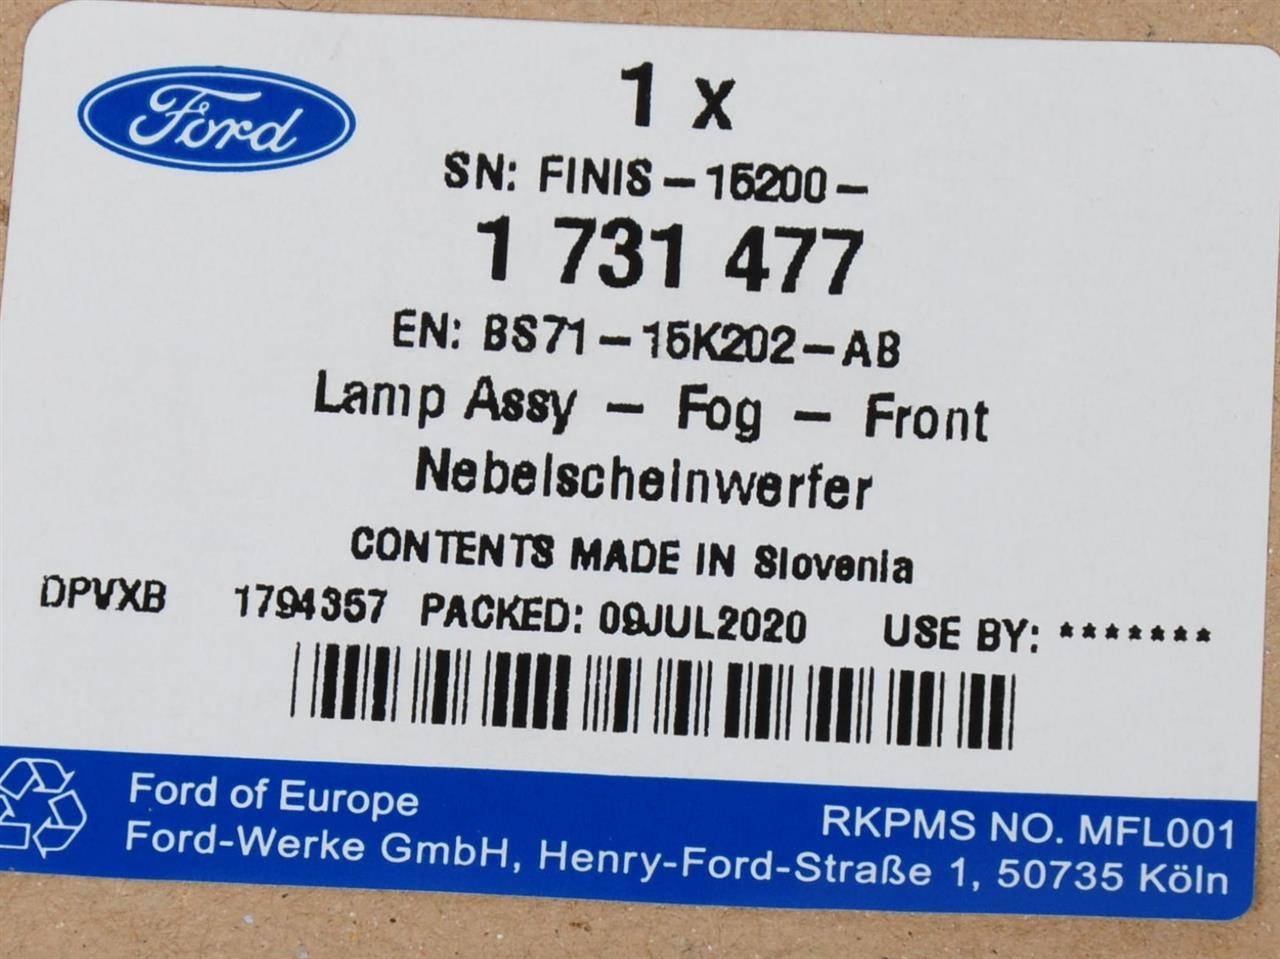 Ford
1 x
SN: FINIS - 15200 -
1 731 477
EN: BS71 - 15K202 - AB
Lamp Assy - Fog - Front
Nebelscheinwerfer
CONTENTS MADE IN Slovenia
DPVXB 1794357 PACKED: 09JUL2020 USE BY: *******
Ford of Europe
RKPMS NO. MFL001
Ford-Werke GmbH, Henry-Ford-Straße 1, 50735 Köln